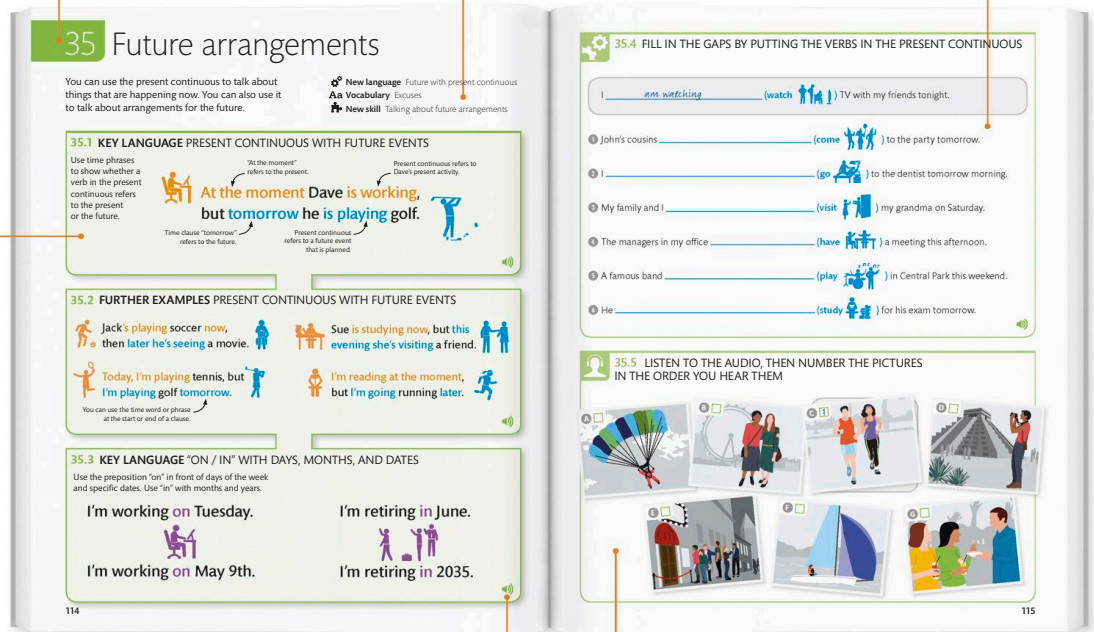 35 Future arrangements
You can use the present continuous to talk about
things that are happening now. You can also use it
to talk about arrangements for the future.
New language Future with present continuous
Aa Vocabulary Excuses
New skill Talking about future arrangements
35.1 KEY LANGUAGE PRESENT CONTINUOUS WITH FUTURE EVENTS
Use time phrases
to show whether a
verb in the present
continuous refers
to the present
or the future.
"At the moment"
refers to the present.
Present continuous refers to
Dave's present activity.
At the moment Dave is working,
but tomorrow he is playing golf.
Time clause "tomorrow"
refers to the future.
Present continuous
refers to a future event
that is planned.
35.2 FURTHER EXAMPLES PRESENT CONTINUOUS WITH FUTURE EVENTS
Jack's playing soccer now,
then later he's seeing a movie.
Sue is studying now, but this
evening she's visiting a friend.
Today, I'm playing tennis, but
I'm playing golf tomorrow.
You can use the time word or phrase
at the start or end of a clause.
I'm reading at the moment,
but I'm going running later.
35.3 KEY LANGUAGE "ON / IN" WITH DAYS, MONTHS, AND DATES
Use the preposition "on" in front of days of the week
and specific dates. Use "in" with months and years.
I'm working on Tuesday.
I'm working on May 9th.
I'm retiring in June.
I'm retiring in 2035.
114
35.4 FILL IN THE GAPS BY PUTTING THE VERBS IN THE PRESENT CONTINUOUS
I am watching (watch ) TV with my friends tonight.
1 John's cousins (come ) to the party tomorrow.
2 I (go ) to the dentist tomorrow morning.
3 My family and I (visit ) my grandma on Saturday.
4 The managers in my office (have ) a meeting this afternoon.
5 A famous band (play ) in Central Park this weekend.
6 He (study ) for his exam tomorrow.
35.5 LISTEN TO THE AUDIO, THEN NUMBER THE PICTURES
IN THE ORDER YOU HEAR THEM
A
B
C 1
D
E
F
G
115